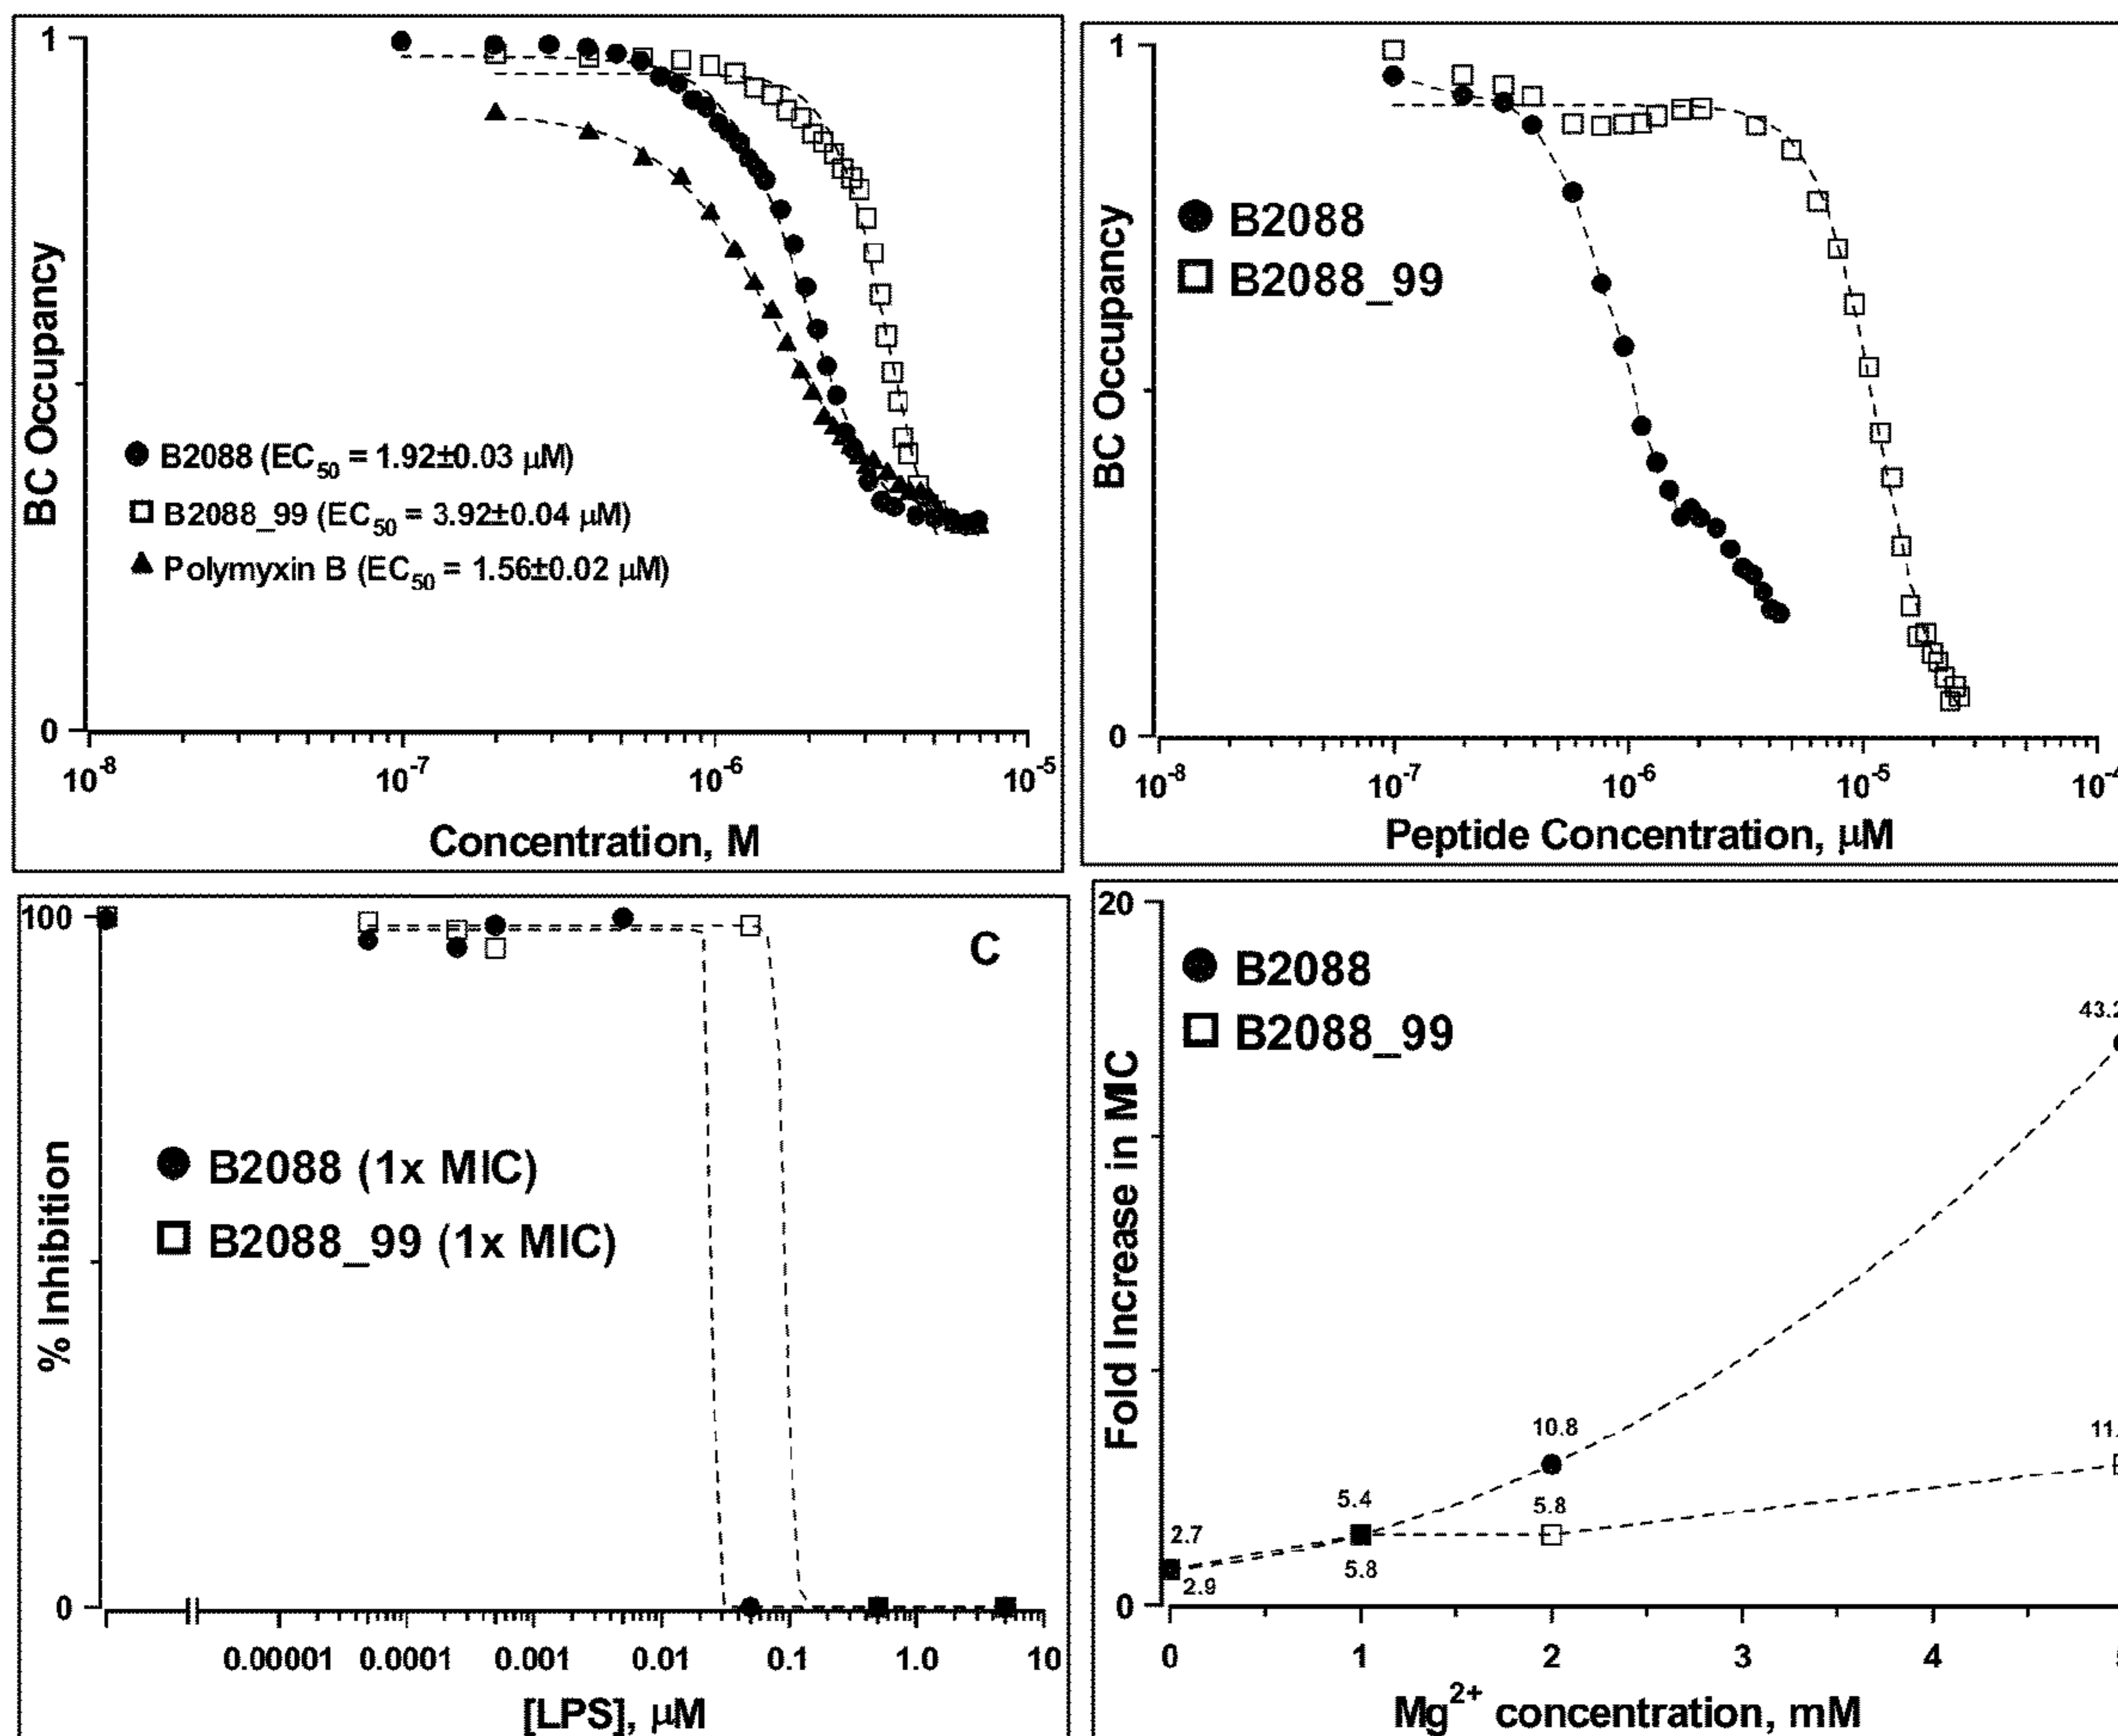 1
BC Occupancy
B2088 (EC50 = 1.92±0.03 µM)
B2088_99 (EC50 = 3.92±0.04 µM)
Polymyxin B (EC50 = 1.56±0.02 µM)
0
10-8 10-7 10-6 10-5
Concentration, M
1
BC Occupancy
B2088
B2088_99
0
10-8 10-7 10-6 10-5 10-4
Peptide Concentration, µM
100
C
% Inhibition
B2088 (1x MIC)
B2088_99 (1x MIC)
0
0.00001 0.0001 0.001 0.01 0.1 1.0 10
[LPS], µM
20
B2088
B2088_99
Fold Increase in MIC
43.2
10.8
11.
5.4
5.8
2.7
5.8
2.9
0
0 1 2 3 4
Mg2+ concentration, mM